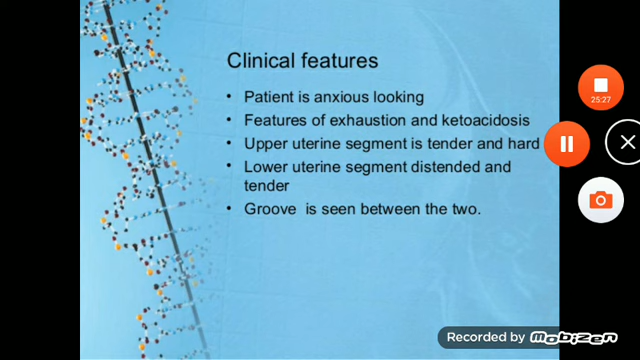 Clinical features
• Patient is anxious looking
• Features of exhaustion and ketoacidosis
• Upper uterine segment is tender and hard
• Lower uterine segment distended and
tender
• Groove is seen between the two.
25:27
Recorded by mobizen